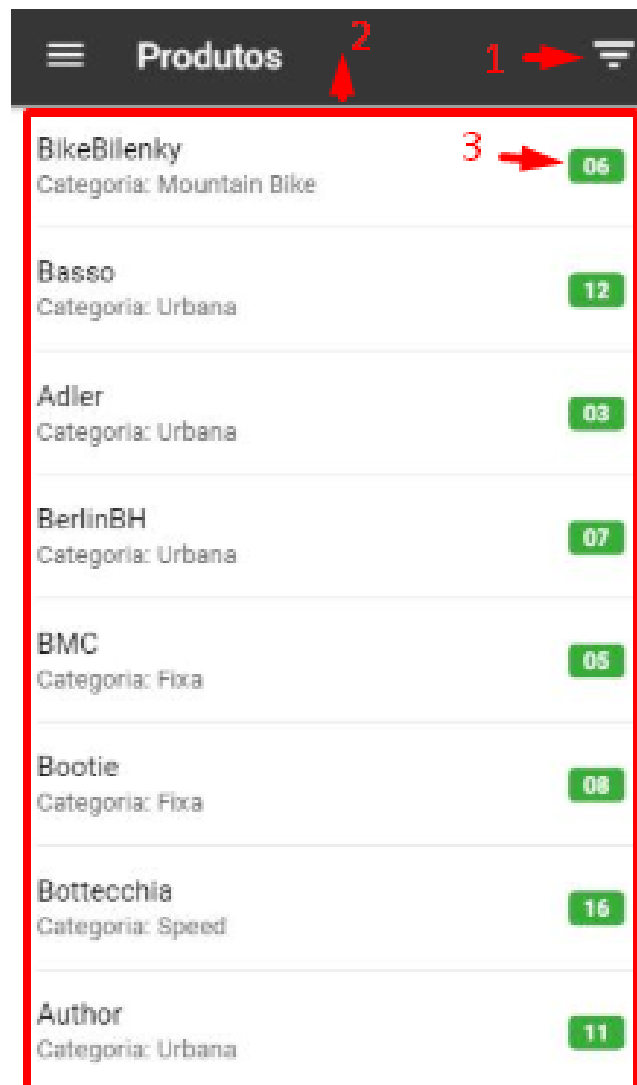 Produtos
2
1
BikeBilenky
Categoria: Mountain Bike
3
06
Basso
Categoria: Urbana
12
Adler
Categoria: Urbana
03
BerlinBH
Categoria: Urbana
07
BMC
Categoria: Fixa
05
Bootie
Categoria: Fixa
08
Bottecchia
Categoria: Speed
16
Author
Categoria: Urbana
11